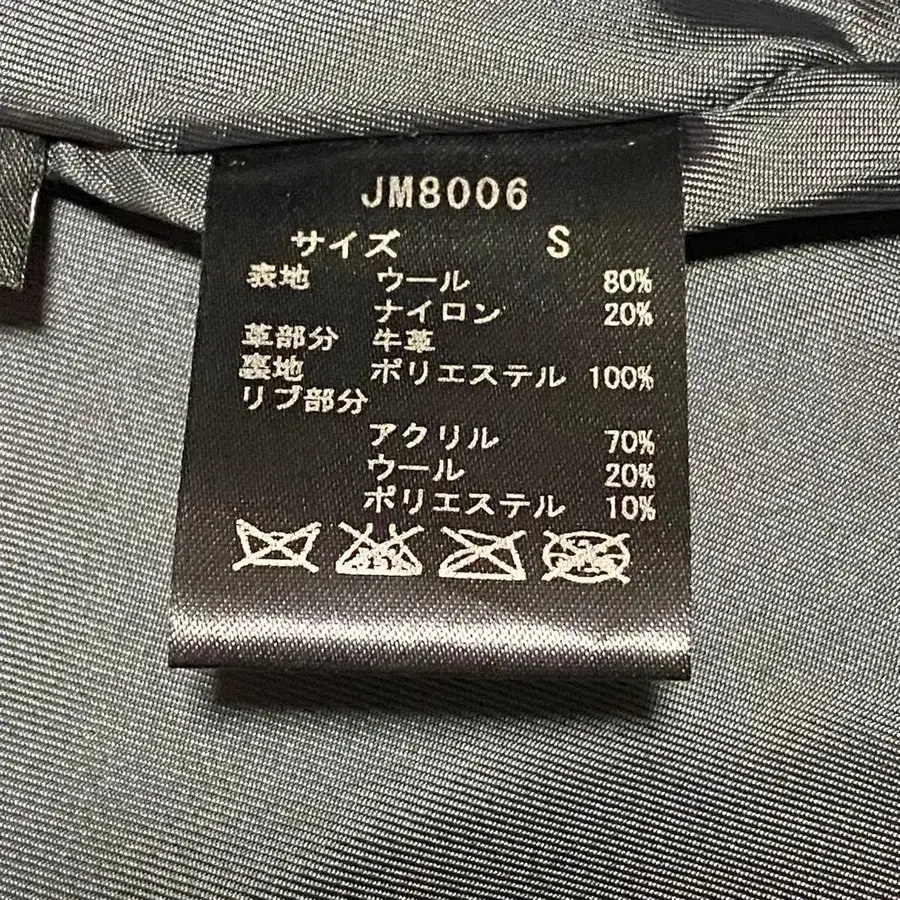 JM8006
サイズ S
表地 ウール 80%
ナイロン 20%
革部分 牛革
裏地 ポリエステル 100%
リブ部分
アクリル 70%
ウール 20%
ポリエステル 10%